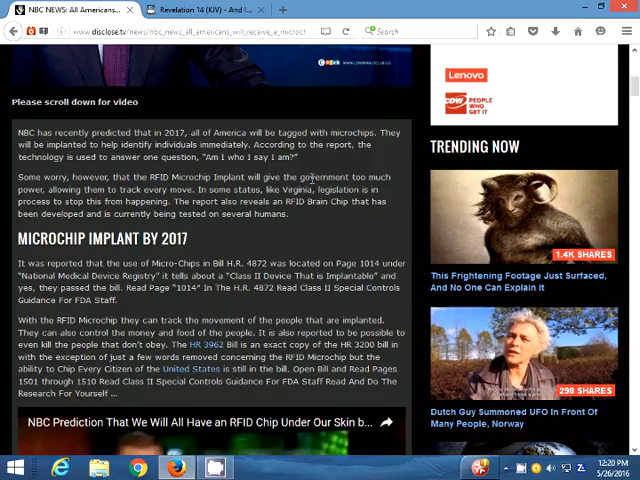 NBC NEWS: All Americans...
Revelation 14 (KJV) - And I...
www.disclose.tv/news/nbc_news_all_americans_will_receive_a_microcl
Search
Lenovo
CDW PEOPLE
WHO
GET IT
Please scroll down for video
NBC has recently predicted that in 2017, all of America will be tagged with microchips. They
will be implanted to help identify individuals immediately. According to the report, the
technology is used to answer one question, "Am I who I say I am?"
Some worry, however, that the RFID Microchip Implant will give the government too much
power, allowing them to track every move. In some states, like Virginia, legislation is in
process to stop this from happening. The report also reveals an RFID Brain Chip that has
been developed and is currently being tested on several humans.
MICROCHIP IMPLANT BY 2017
It was reported that the use of Micro-Chips in Bill H.R. 4872 was located on Page 1014 under
"National Medical Device Registry" it tells about a "Class II Device That is Implantable" and
yes, they passed the bill. Read Page "1014" In The H.R. 4872 Read Class II Special Controls
Guidance For FDA Staff.
With the RFID Microchip they can track the movement of the people that are implanted.
They can also control the money and food of the people. It is also reported to be possible to
even kill the people that don't obey. The HR 3962 Bill is an exact copy of the HR 3200 bill in
with the exception of just a few words removed concerning the RFID Microchip but the
ability to Chip Every Citizen of the United States is still in the bill. Open Bill and Read Pages
1501 through 1510 Read Class II Special Controls Guidance For FDA Staff Read And Do The
Research For Yourself ...
NBC Prediction That We Will All Have an RFID Chip Under Our Skin b...
TRENDING NOW
1.4K SHARES
This Frightening Footage Just Surfaced,
And No One Can Explain It
298 SHARES
Dutch Guy Summoned UFO In Front Of
Many People, Norway
12:20 PM
5/26/2016